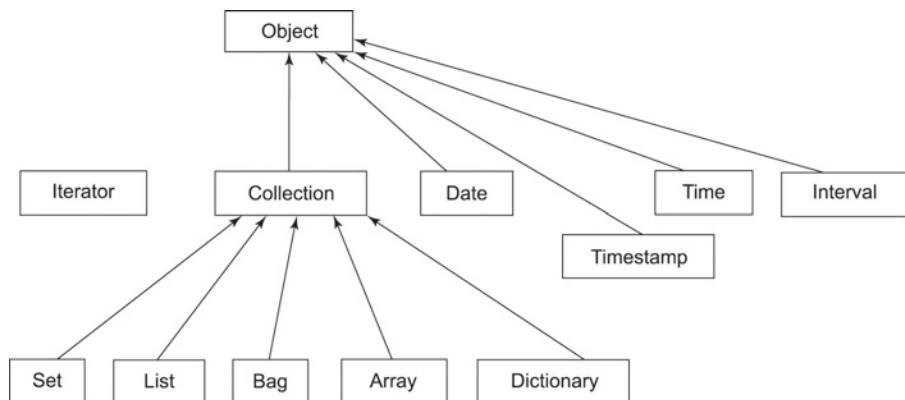 Object
Iterator
Collection
Date
Time
Interval
Timestamp
Set
List
Bag
Array
Dictionary